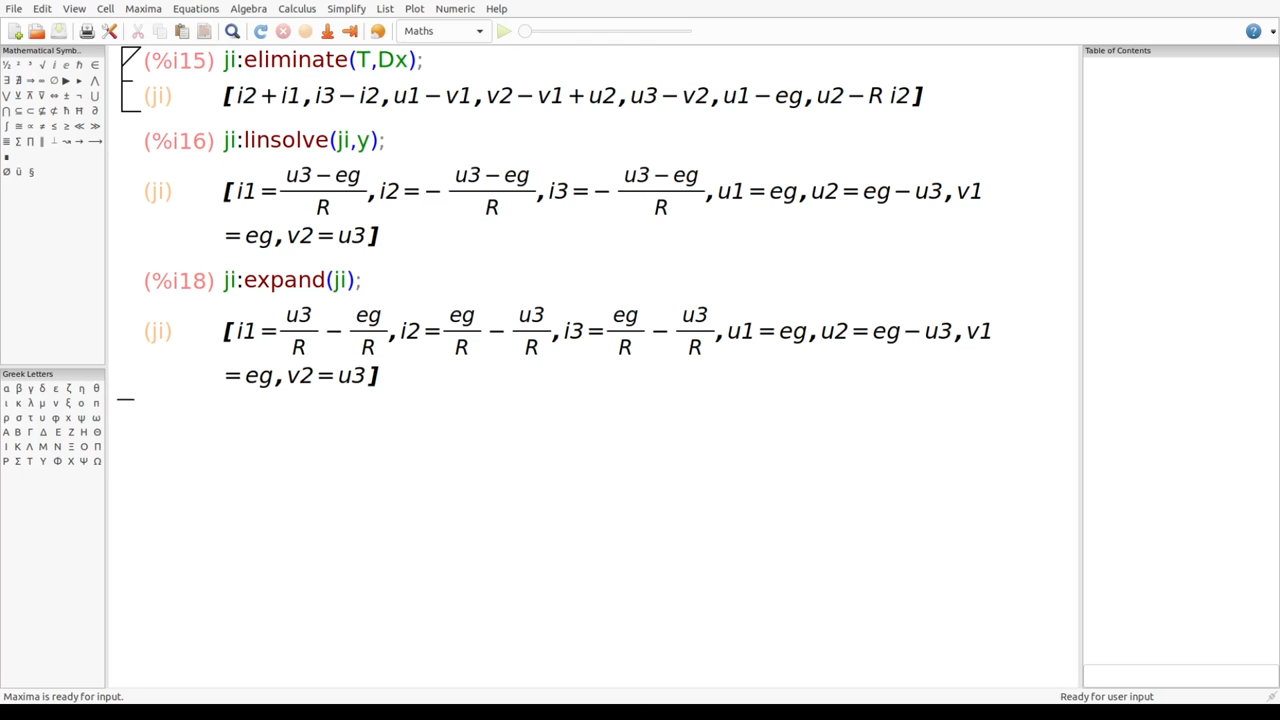 File Edit View Cell Maxima Equations Algebra Calculus Simplify List Plot Numeric Help
Maths
Mathematical Symb..
½ ² ³ √ ⅈ ⅇ ℏ ∈
∃ ∄ ⇒ ∞ ∅ ▶ ▸ ⋀
⋁ ⊻ ⊼ ⊽ ⇔ ± ¬ ⋃
⋂ ⊆ ⊂ ⊈ ⊄ ħ Ħ ∂
∫ ≅ ∝ ≠ ≤ ≥ ≪ ≫
≣ ∑ ∏ ∥ ⟂ ↝ → ⟶
∎
Ø ü §
Greek Letters
α β γ δ ε ζ η θ
ι κ λ μ ν ξ ο π
ρ σ τ υ φ χ ψ ω
Α Β Γ Δ Ε Ζ Η Θ
Ι Κ Λ Μ Ν Ξ Ο Π
Ρ Σ Τ Υ Φ Χ Ψ Ω
(%i15) ji:eliminate(T,Dx);
(ji) [i2+i1,i3−i2,u1−v1,v2−v1+u2,u3−v2,u1−eg,u2−R i2]
(%i16) ji:linsolve(ji,y);
(ji) [i1=(u3−eg)/R,i2=−(u3−eg)/R,i3=−(u3−eg)/R,u1=eg,u2=eg−u3,v1
=eg,v2=u3]
(%i18) ji:expand(ji);
(ji) [i1=u3/R−eg/R,i2=eg/R−u3/R,i3=eg/R−u3/R,u1=eg,u2=eg−u3,v1
=eg,v2=u3]
Table of Contents
Maxima is ready for input.
Ready for user input